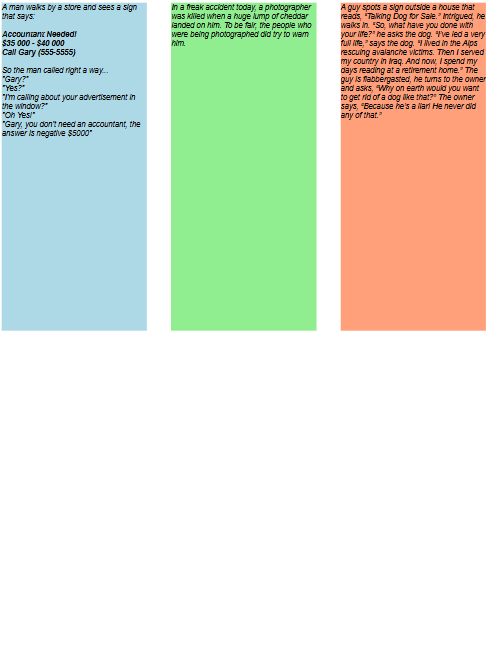 A man walks by a store and sees a sign
that says:
Accountant Needed!
$35 000 - $40 000
Call Gary (555-5555)
So the man called right a way...
"Gary?"
"Yes?"
"I'm calling about your advertisement in
the window?"
"Oh Yes!"
"Gary, you don't need an accountant, the
answer is negative $5000"
In a freak accident today, a photographer
was killed when a huge lump of cheddar
landed on him. To be fair, the people who
were being photographed did try to warn
him.
A guy spots a sign outside a house that
reads, “Talking Dog for Sale.” Intrigued, he
walks in. “So, what have you done with
your life?” he asks the dog. “I've led a very
full life,” says the dog. “I lived in the Alps
rescuing avalanche victims. Then I served
my country in Iraq. And now, I spend my
days reading at a retirement home.” The
guy is flabbergasted, he turns to the owner
and asks, “Why on earth would you want
to get rid of a dog like that?” The owner
says, “Because he's a liar! He never did
any of that.”